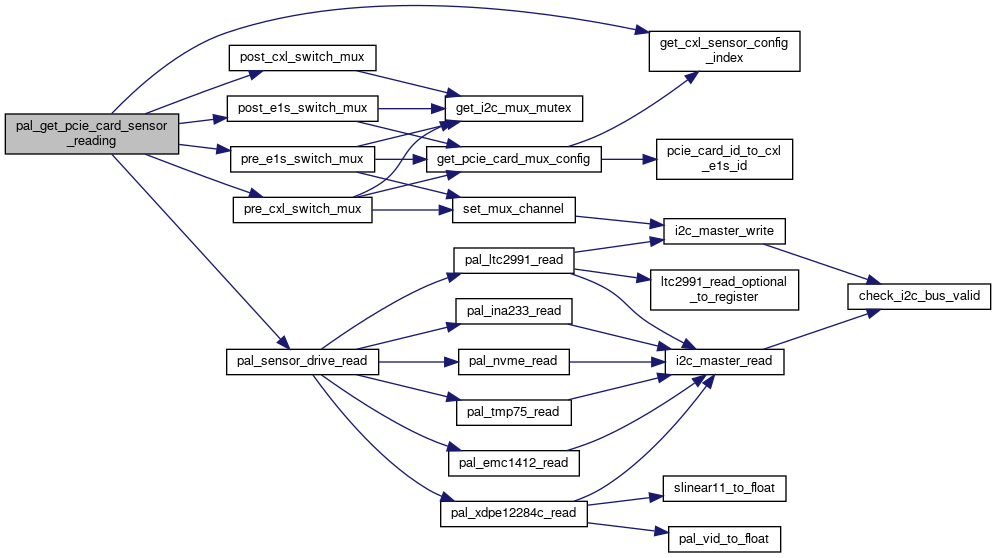 pal_get_pcie_card_sensor
_reading
post_cxl_switch_mux
post_e1s_switch_mux
pre_e1s_switch_mux
pre_cxl_switch_mux
pal_sensor_drive_read
get_i2c_mux_mutex
get_pcie_card_mux_config
set_mux_channel
pal_ltc2991_read
pal_ina233_read
pal_nvme_read
pal_tmp75_read
pal_emc1412_read
pal_xdpe12284c_read
get_cxl_sensor_config
_index
pcie_card_id_to_cxl
_e1s_id
i2c_master_write
ltc2991_read_optional
_to_register
i2c_master_read
slinear11_to_float
pal_vid_to_float
check_i2c_bus_valid